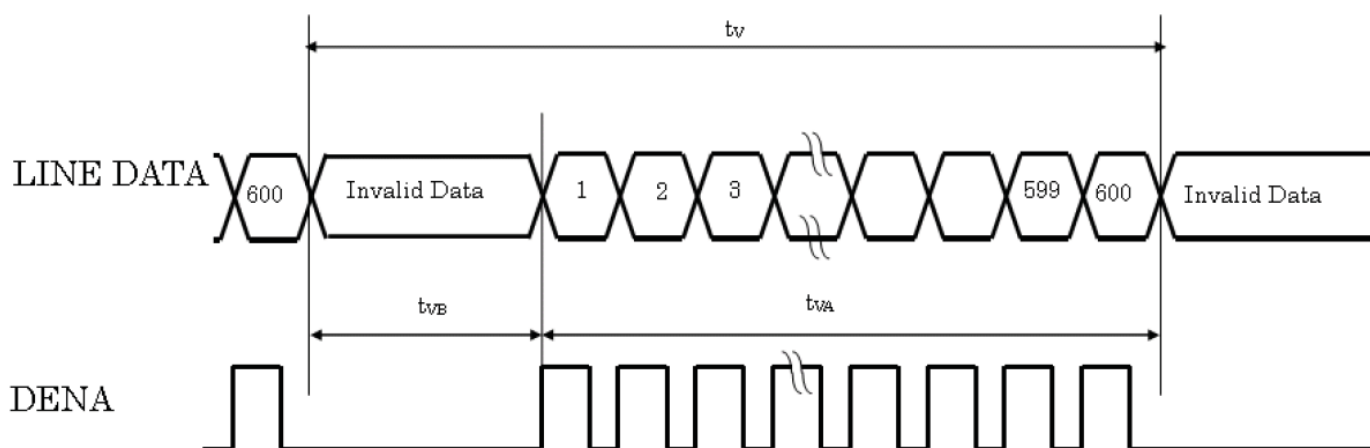 tV
LINE DATA
600
Invalid Data
1
2
3
599
600
Invalid Data
tVB
tVA
DENA